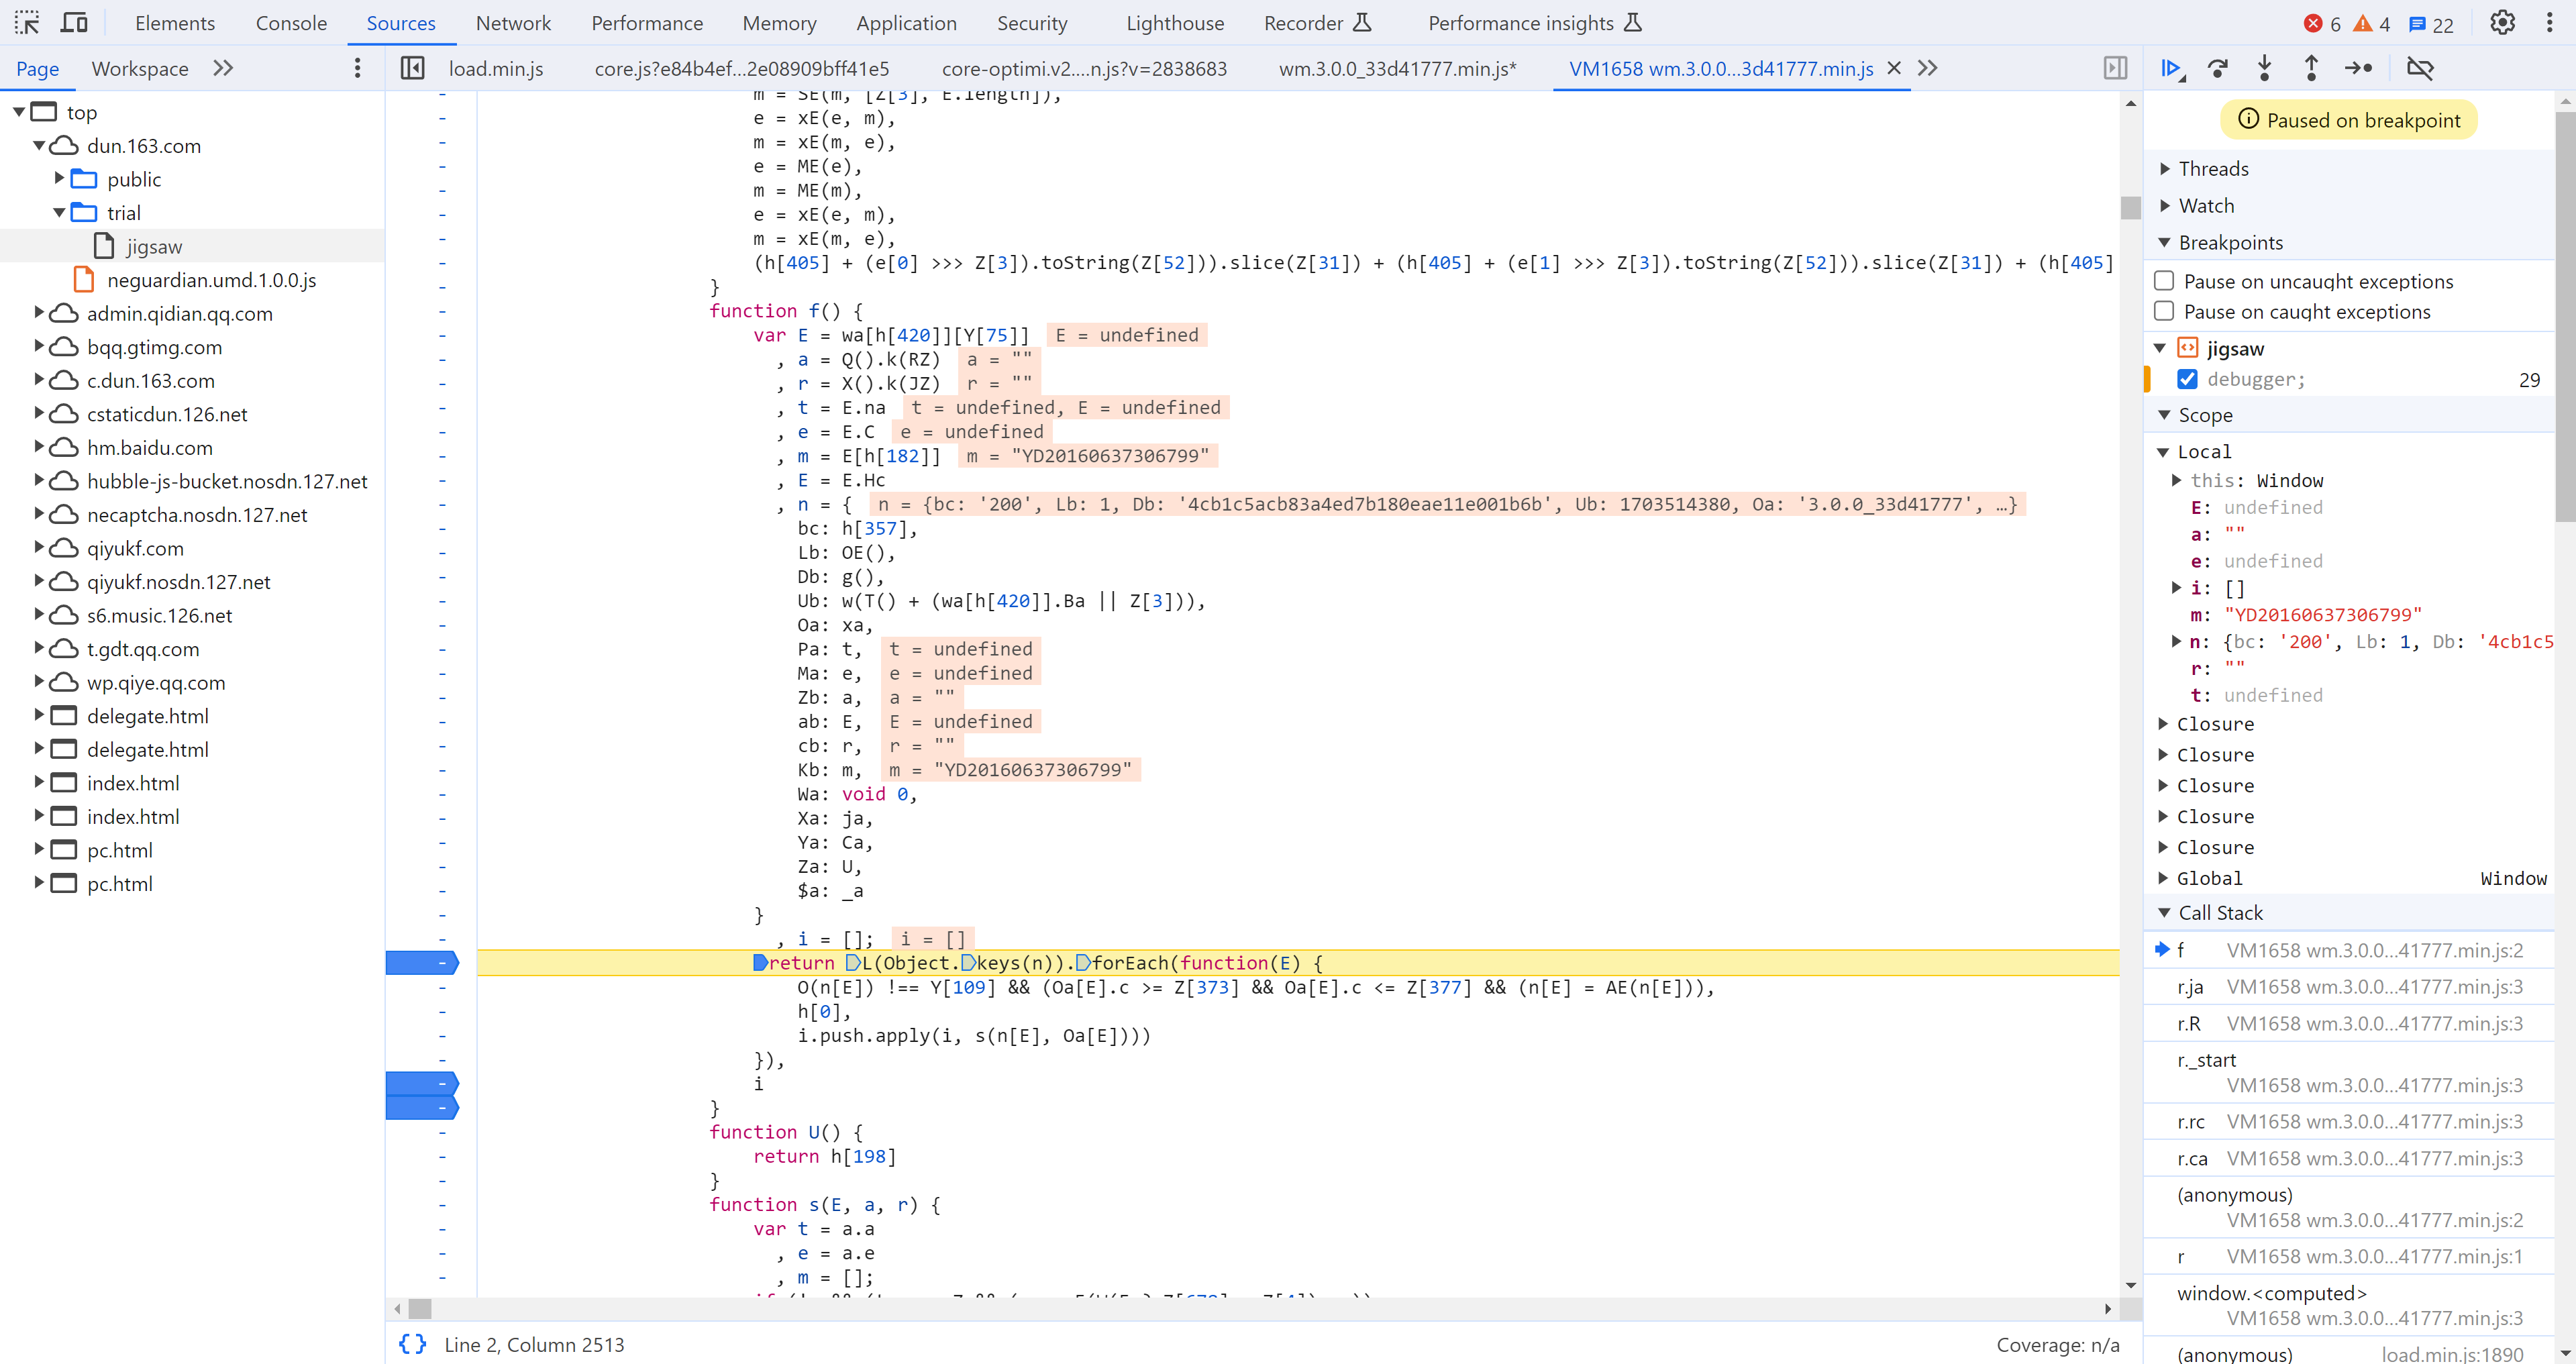 Elements Console Sources Network Performance Memory Application Security Lighthouse Recorder Performance insights 6 4 22
Page Workspace
load.min.js core.js?e84b4ef...2e08909bff41e5 core-optimi.v2....n.js?v=2838683 wm.3.0.0_33d41777.min.js* VM1658 wm.3.0.0...3d41777.min.js
top
dun.163.com
public
trial
jigsaw
neguardian.umd.1.0.0.js
admin.qidian.qq.com
bqq.gtimg.com
c.dun.163.com
cstaticdun.126.net
hm.baidu.com
hubble-js-bucket.nosdn.127.net
necaptcha.nosdn.127.net
qiyukf.com
qiyukf.nosdn.127.net
s6.music.126.net
t.gdt.qq.com
wp.qiye.qq.com
delegate.html
delegate.html
index.html
index.html
pc.html
pc.html
m = SE(m, [Z[3], E.length]),
e = xE(e, m),
m = xE(m, e),
e = ME(e),
m = ME(m),
e = xE(e, m),
m = xE(m, e),
(h[405] + (e[0] >>> Z[3]).toString(Z[52])).slice(Z[31]) + (h[405] + (e[1] >>> Z[3]).toString(Z[52])).slice(Z[31]) + (h[405]
}
function f() {
var E = wa[h[420]][Y[75]] E = undefined
, a = Q().k(RZ) a = ""
, r = X().k(JZ) r = ""
, t = E.na t = undefined, E = undefined
, e = E.C e = undefined
, m = E[h[182]] m = "YD20160637306799"
, E = E.Hc
, n = { n = {bc: '200', Lb: 1, Db: '4cb1c5acb83a4ed7b180eae11e001b6b', Ub: 1703514380, Oa: '3.0.0_33d41777', …}
bc: h[357],
Lb: OE(),
Db: g(),
Ub: w(T() + (wa[h[420]].Ba || Z[3])),
Oa: xa,
Pa: t, t = undefined
Ma: e, e = undefined
Zb: a, a = ""
ab: E, E = undefined
cb: r, r = ""
Kb: m, m = "YD20160637306799"
Wa: void 0,
Xa: ja,
Ya: Ca,
Za: U,
$a: _a
}
, i = []; i = []
return L(Object.keys(n)).forEach(function(E) {
O(n[E]) !== Y[109] && (Oa[E].c >= Z[373] && Oa[E].c <= Z[377] && (n[E] = AE(n[E])),
h[0],
i.push.apply(i, s(n[E], Oa[E])))
}),
i
}
function U() {
return h[198]
}
function s(E, a, r) {
var t = a.a
, e = a.e
, m = [];
Line 2, Column 2513
Coverage: n/a
Paused on breakpoint
Threads
Watch
Breakpoints
Pause on uncaught exceptions
Pause on caught exceptions
jigsaw
debugger; 29
Scope
Local
this: Window
E: undefined
a: ""
e: undefined
i: []
m: "YD20160637306799"
n: {bc: '200', Lb: 1, Db: '4cb1c5
r: ""
t: undefined
Closure
Closure
Closure
Closure
Closure
Global Window
Call Stack
f VM1658 wm.3.0.0...41777.min.js:2
r.ja VM1658 wm.3.0.0...41777.min.js:3
r.R VM1658 wm.3.0.0...41777.min.js:3
r._start
VM1658 wm.3.0.0...41777.min.js:3
r.rc VM1658 wm.3.0.0...41777.min.js:3
r.ca VM1658 wm.3.0.0...41777.min.js:3
(anonymous)
VM1658 wm.3.0.0...41777.min.js:2
r VM1658 wm.3.0.0...41777.min.js:1
window.<computed>
VM1658 wm.3.0.0...41777.min.js:3
(anonymous) load.min.js:1890